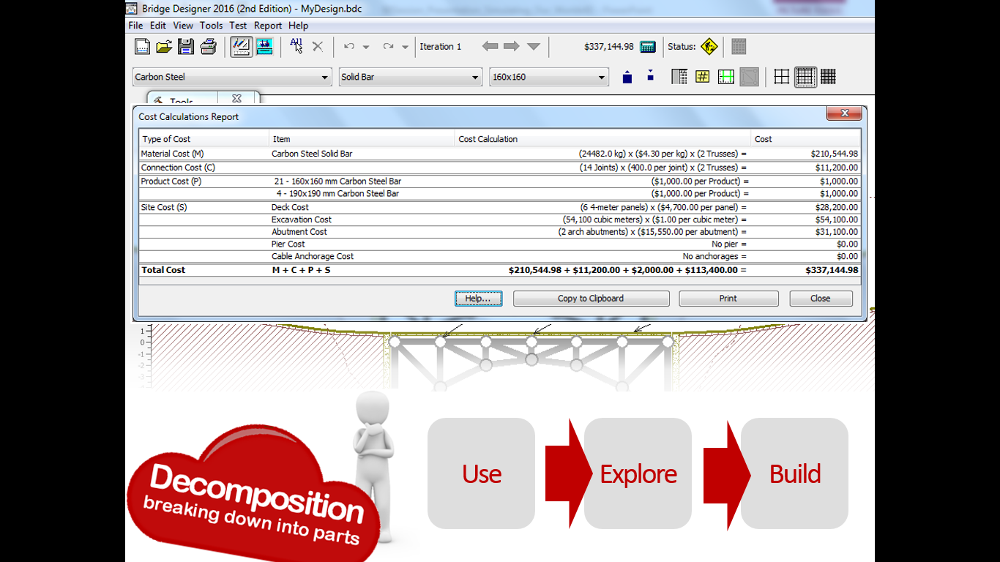 Bridge Designer 2016 (2nd Edition) - MyDesign.bdc
File Edit View Tools Test Report Help
Iteration 1 $337,144.98 Status:
Carbon Steel Solid Bar 160x160
Tools
Cost Calculations Report
Type of Cost Item Cost Calculation Cost
Material Cost (M) Carbon Steel Solid Bar (24482.0 kg) x ($4.30 per kg) x (2 Trusses) = $210,544.98
Connection Cost (C) (14 Joints) x (400.0 per joint) x (2 Trusses) = $11,200.00
Product Cost (P) 21 - 160x160 mm Carbon Steel Bar ($1,000.00 per Product) = $1,000.00
4 - 190x190 mm Carbon Steel Bar ($1,000.00 per Product) = $1,000.00
Site Cost (S) Deck Cost (6 4-meter panels) x ($4,700.00 per panel) = $28,200.00
Excavation Cost (54,100 cubic meters) x ($1.00 per cubic meter) = $54,100.00
Abutment Cost (2 arch abutments) x ($15,550.00 per abutment) = $31,100.00
Pier Cost No pier = $0.00
Cable Anchorage Cost No anchorages = $0.00
Total Cost M + C + P + S $210,544.98 + $11,200.00 + $2,000.00 + $113,400.00 = $337,144.98
Help... Copy to Clipboard Print Close
1
0
-1
-2
-3
Decomposition
breaking down into parts
Use Explore Build